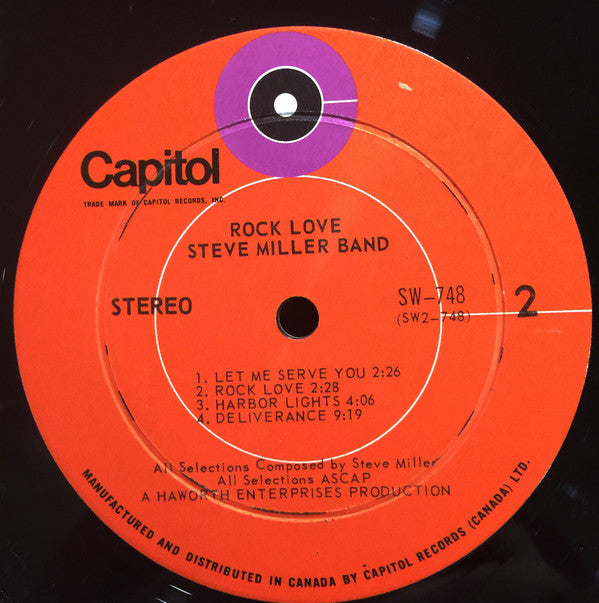 Capitol
TRADE MARK OF CAPITOL RECORDS, INC.
ROCK LOVE
STEVE MILLER BAND
STEREO
SW-748
(SW2-748)
2
1. LET ME SERVE YOU 2:26
2. ROCK LOVE 2:28
3. HARBOR LIGHTS 4:06
4. DELIVERANCE 9:19
All Selections Composed by Steve Miller
All Selections ASCAP
A HAWORTH ENTERPRISES PRODUCTION
MANUFACTURED AND DISTRIBUTED IN CANADA BY CAPITOL RECORDS (CANADA) LTD.